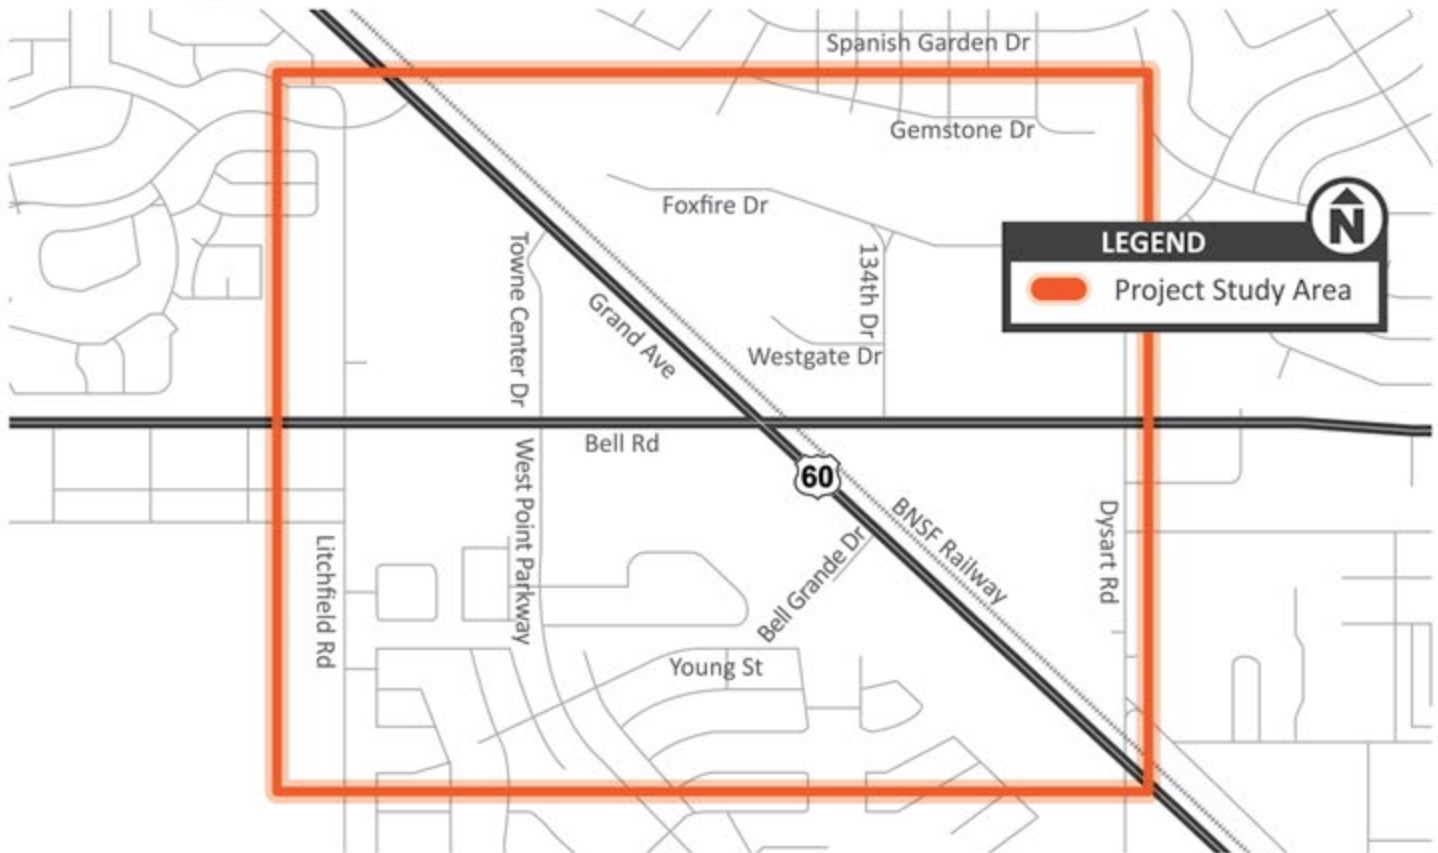 Spanish Garden Dr
Gemstone Dr
Foxfire Dr
N
LEGEND
Project Study Area
Towne Center Dr
134th Dr
Grand Ave
Westgate Dr
Bell Rd
60
West Point Parkway
BNSF Railway
Dysart Rd
Litchfield Rd
Bell Grande Dr
Young St